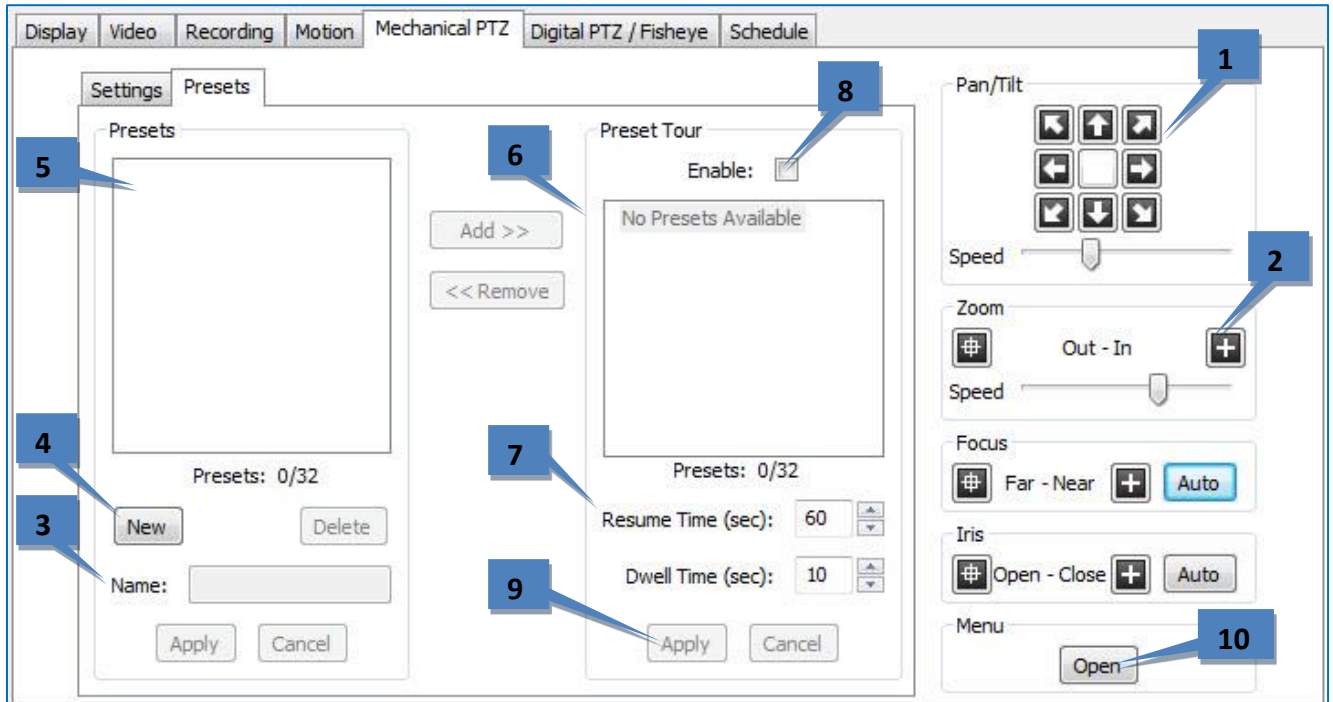 Display Video Recording Motion Mechanical PTZ Digital PTZ / Fisheye Schedule
Settings Presets
Presets
5
Presets: 0/32
4
New Delete
3
Name:
Apply Cancel
Add >>
<< Remove
Preset Tour
8
Enable:
6
No Presets Available
Presets: 0/32
7
Resume Time (sec): 60
Dwell Time (sec): 10
9
Apply Cancel
Pan/Tilt
1
Speed
2
Zoom
Out - In
Speed
Focus
Far - Near Auto
Iris
Open - Close Auto
Menu
10
Open